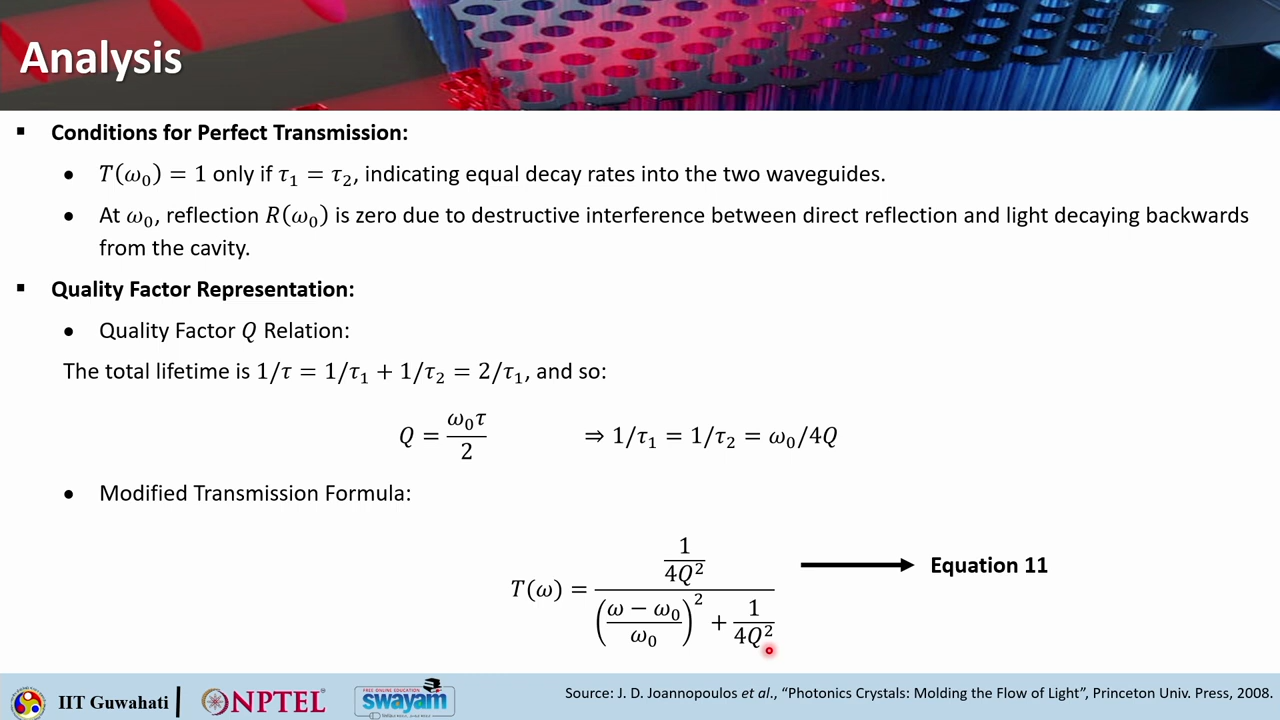 Analysis
▪ Conditions for Perfect Transmission:
• T(ω₀) = 1 only if τ₁ = τ₂, indicating equal decay rates into the two waveguides.
• At ω₀, reflection R(ω₀) is zero due to destructive interference between direct reflection and light decaying backwards
from the cavity.
▪ Quality Factor Representation:
• Quality Factor Q Relation:
The total lifetime is 1/τ = 1/τ₁ + 1/τ₂ = 2/τ₁, and so:
Q = ω₀τ / 2 ⇒ 1/τ₁ = 1/τ₂ = ω₀/4Q
• Modified Transmission Formula:
T(ω) = (1/4Q²) / (((ω − ω₀)/ω₀)² + 1/4Q²) Equation 11
IIT Guwahati | NPTEL FREE ONLINE EDUCATION swayam
Source: J. D. Joannopoulos et al., “Photonics Crystals: Molding the Flow of Light”, Princeton Univ. Press, 2008.